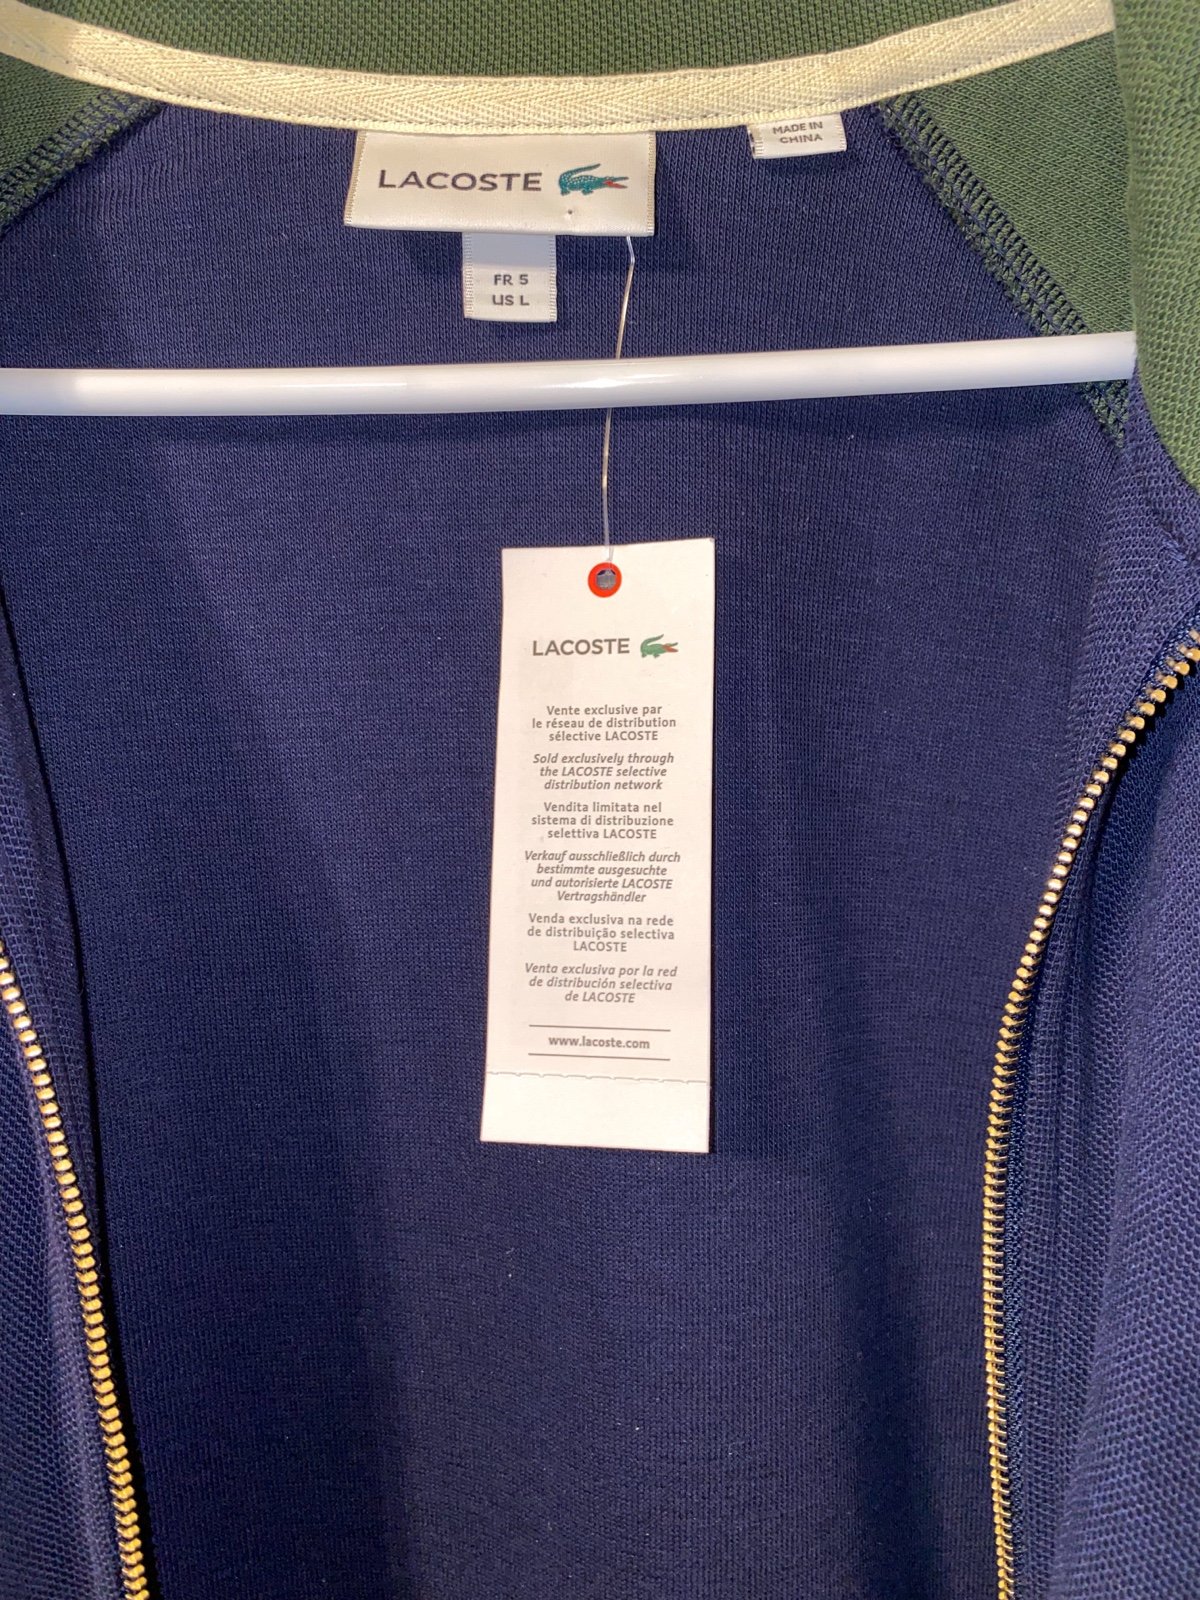 LACOSTE
MADE IN
CHINA
FR 5
US L
LACOSTE
Vente exclusive par
le réseau de distribution
sélective LACOSTE
Sold exclusively through
the LACOSTE selective
distribution network
Vendita limitata nel
sistema di distribuzione
selettiva LACOSTE
Verkauf ausschließlich durch
bestimmte ausgesuchte
und autorisierte LACOSTE
Vertragshändler
Venda exclusiva na rede
de distribuição selectiva
LACOSTE
Venta exclusiva por la red
de distribución selectiva
de LACOSTE
www.lacoste.com